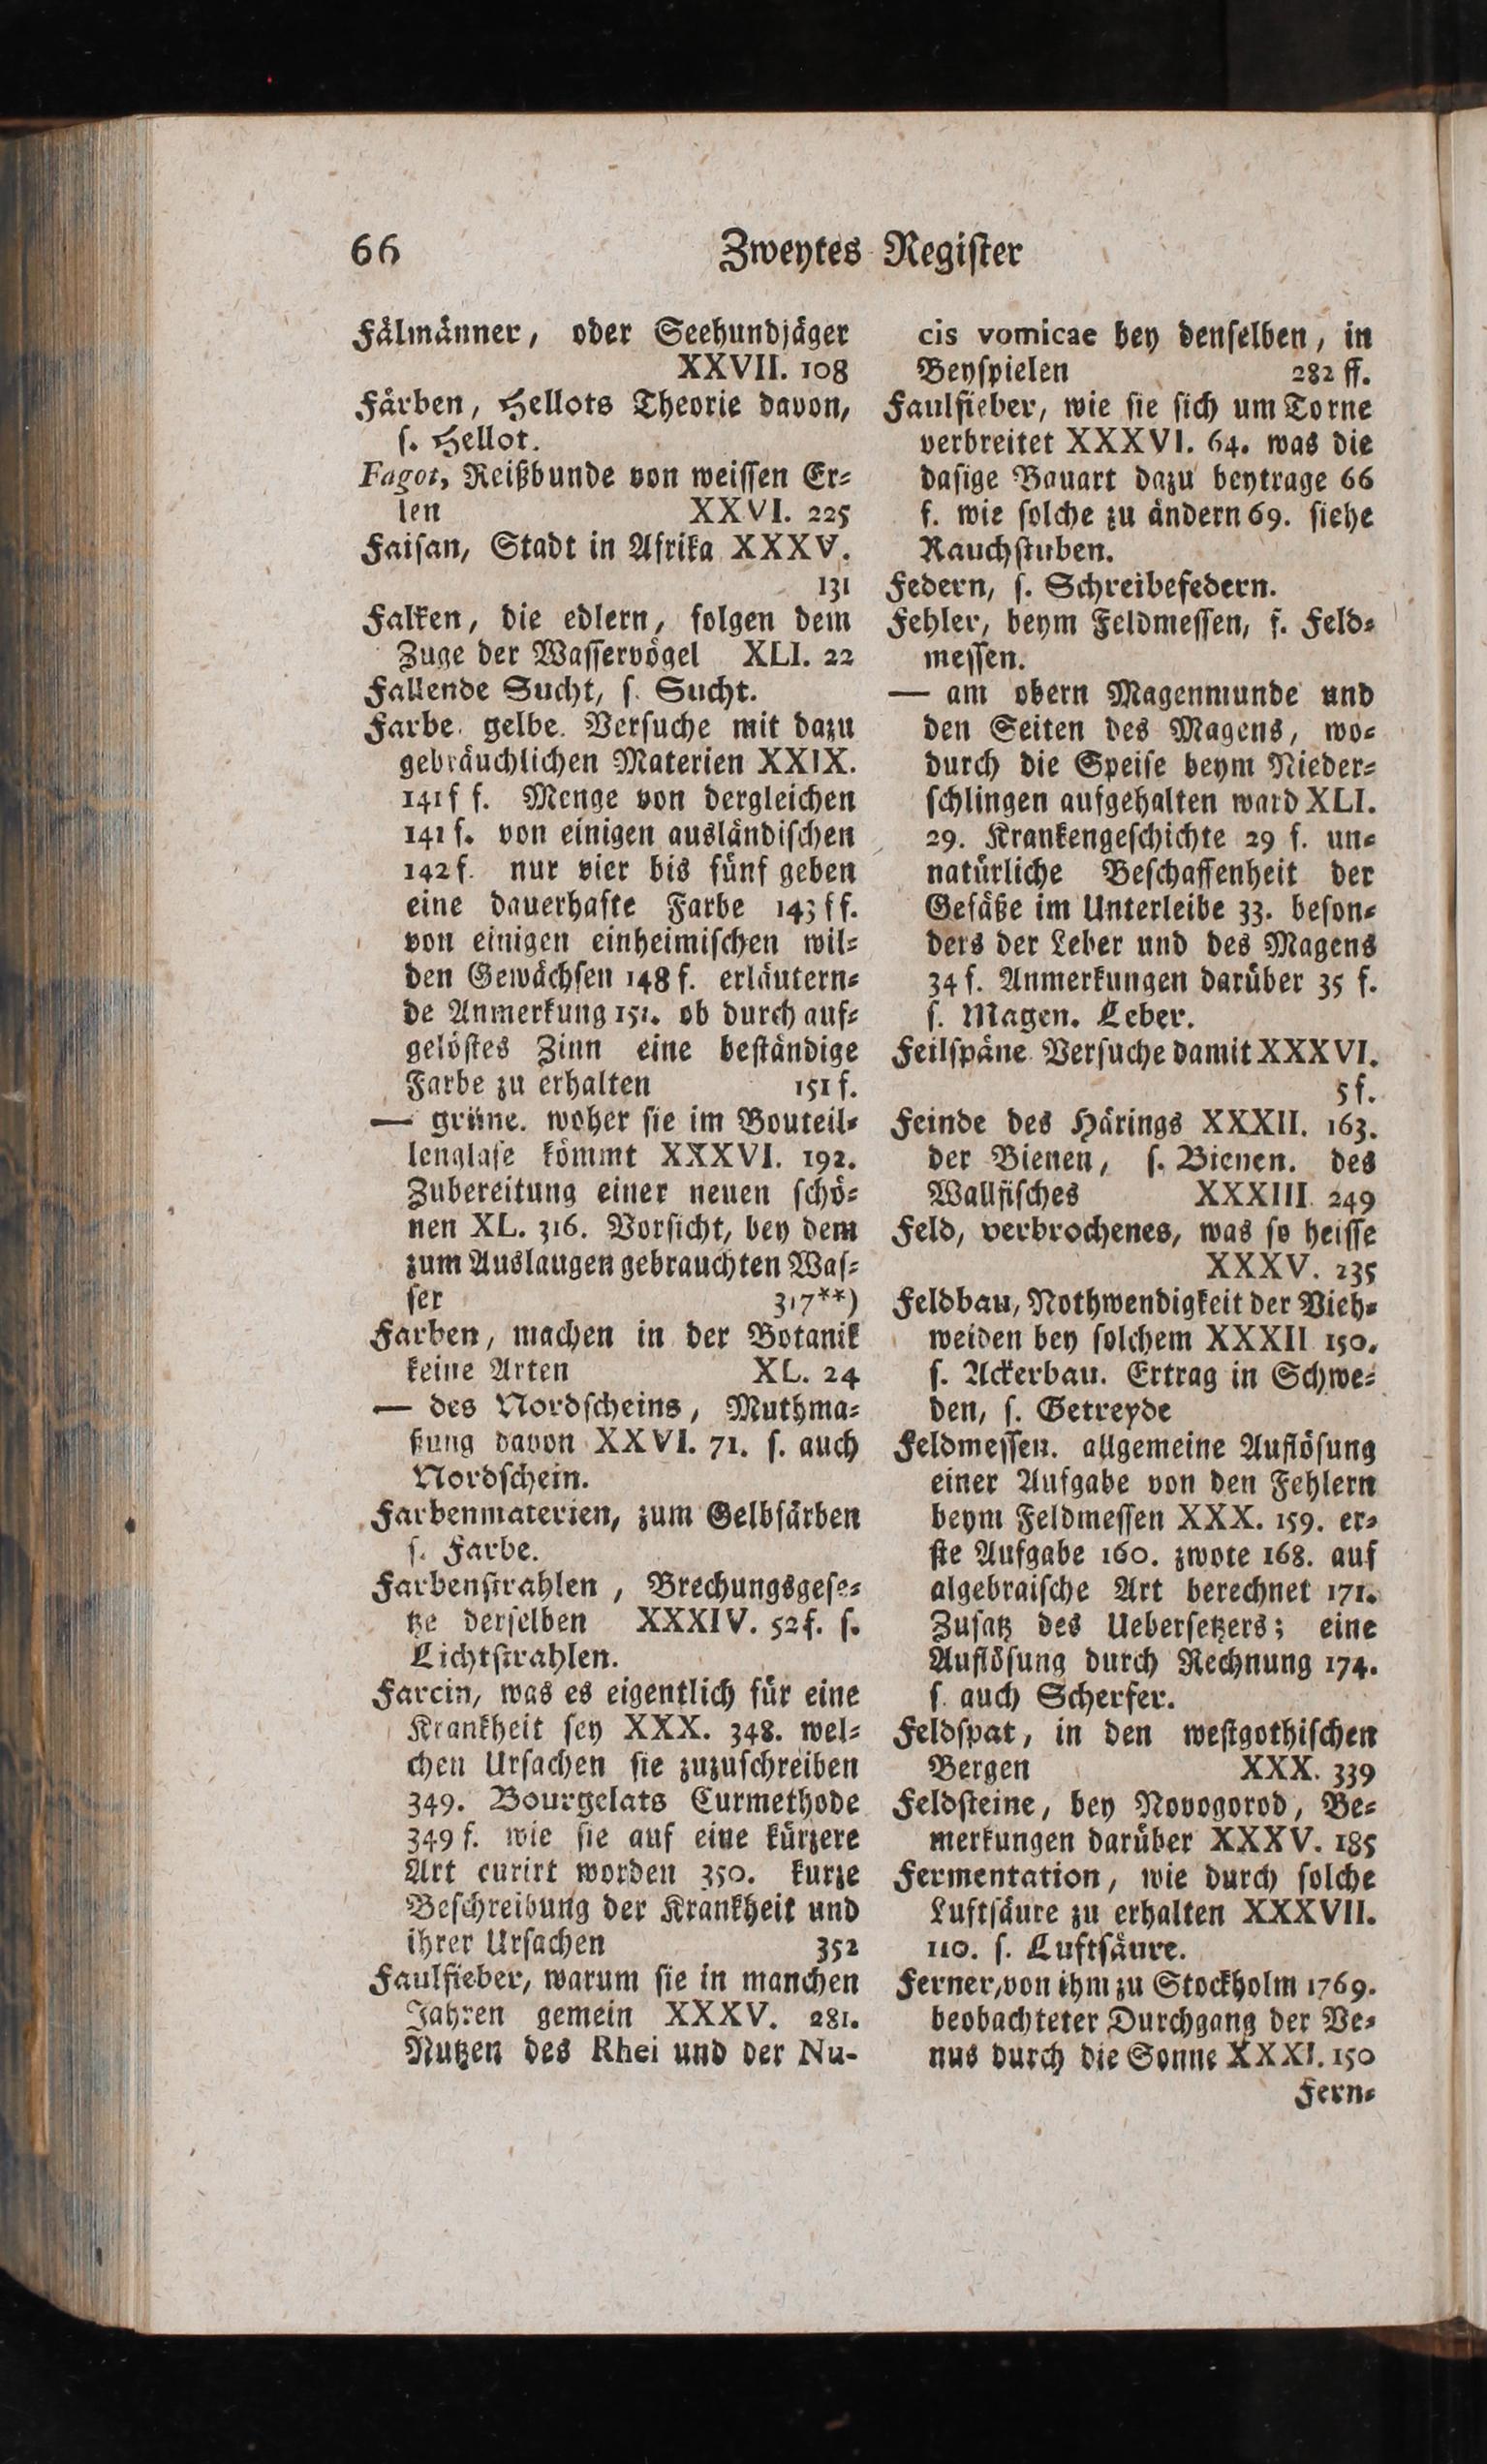 66 Zweytes Register
Fälmänner, oder Seehundjäger
XXVII. 108
Färben, Hellots Theorie davon,
s. Hellot.
Fagot, Reißbunde von weissen Er-
len XXVI. 225
Faisan, Stadt in Afrika XXXV.
131
Falken, die edlern, folgen dem
Zuge der Wasservögel XLI. 22
Fallende Sucht, s. Sucht.
Farbe. gelbe. Versuche mit dazu
gebräuchlichen Materien XXIX.
141f f. Menge von dergleichen
141 f. von einigen ausländischen
142 f. nur vier bis fünf geben
eine dauerhafte Farbe 143 ff.
von einigen einheimischen wil-
den Gewächsen 148 f. erläutern-
de Anmerkung 151. ob durch auf-
gelöstes Zinn eine beständige
Farbe zu erhalten 151 f.
— grüne. woher sie im Bouteil-
lenglase kömmt XXXVI. 192.
Zubereitung einer neuen schö-
nen XL. 316. Vorsicht, bey dem
zum Auslaugen gebrauchten Was-
ser 317**)
Farben, machen in der Botanik
keine Arten XL. 24
— des Nordscheins, Muthma-
ßung davon XXVI. 71. s. auch
Nordschein.
Farbenmaterien, zum Gelbfärben
s. Farbe.
Farbenstrahlen, Brechungsgese-
tze derselben XXXIV. 52 f. s.
Lichtstrahlen.
Farcin, was es eigentlich für eine
Krankheit sey XXX. 348. wel-
chen Ursachen sie zuzuschreiben
349. Bourgelats Curmethode
349 f. wie sie auf eine kürzere
Art curirt worden 350. kurze
Beschreibung der Krankheit und
ihrer Ursachen 352
Faulfieber, warum sie in manchen
Jahren gemein XXXV. 281.
Nutzen des Rhei und der Nu-
cis vomicae bey denselben, in
Beyspielen 282 ff.
Faulfieber, wie sie sich um Torne
verbreitet XXXVI. 64. was die
dasige Bauart dazu beytrage 66
f. wie solche zu ändern 69. siehe
Rauchstuben.
Federn, s. Schreibefedern.
Fehler, beym Feldmessen, s. Feld-
messen.
— am obern Magenmunde und
den Seiten des Magens, wo-
durch die Speise beym Nieder-
schlingen aufgehalten ward XLI.
29. Krankengeschichte 29 f. un-
natürliche Beschaffenheit der
Gefäße im Unterleibe 33. beson-
ders der Leber und des Magens
34 f. Anmerkungen darüber 35 f.
s. Magen. Leber.
Feilspäne Versuche damit XXXVI.
5 f.
Feinde des Härings XXXII. 163.
der Bienen, s. Bienen. des
Wallfisches XXXIII. 249
Feld, verbrochenes, was so heisse
XXXV. 235
Feldbau, Nothwendigkeit der Vieh-
weiden bey solchem XXXII 150.
s. Ackerbau. Ertrag in Schwe-
den, s. Getreyde
Feldmessen. allgemeine Auflösung
einer Aufgabe von den Fehlern
beym Feldmessen XXX. 159. er-
ste Aufgabe 160. zwote 168. auf
algebraische Art berechnet 171.
Zusatz des Uebersetzers; eine
Auflösung durch Rechnung 174.
s. auch Scherfer.
Feldspat, in den westgothischen
Bergen XXX. 339
Feldsteine, bey Novogorod, Be-
merkungen darüber XXXV. 185
Fermentation, wie durch solche
Luftsäure zu erhalten XXXVII.
110. s. Luftsäure.
Ferner, von ihm zu Stockholm 1769.
beobachteter Durchgang der Ve-
nus durch die Sonne XXXI. 150
Fern-